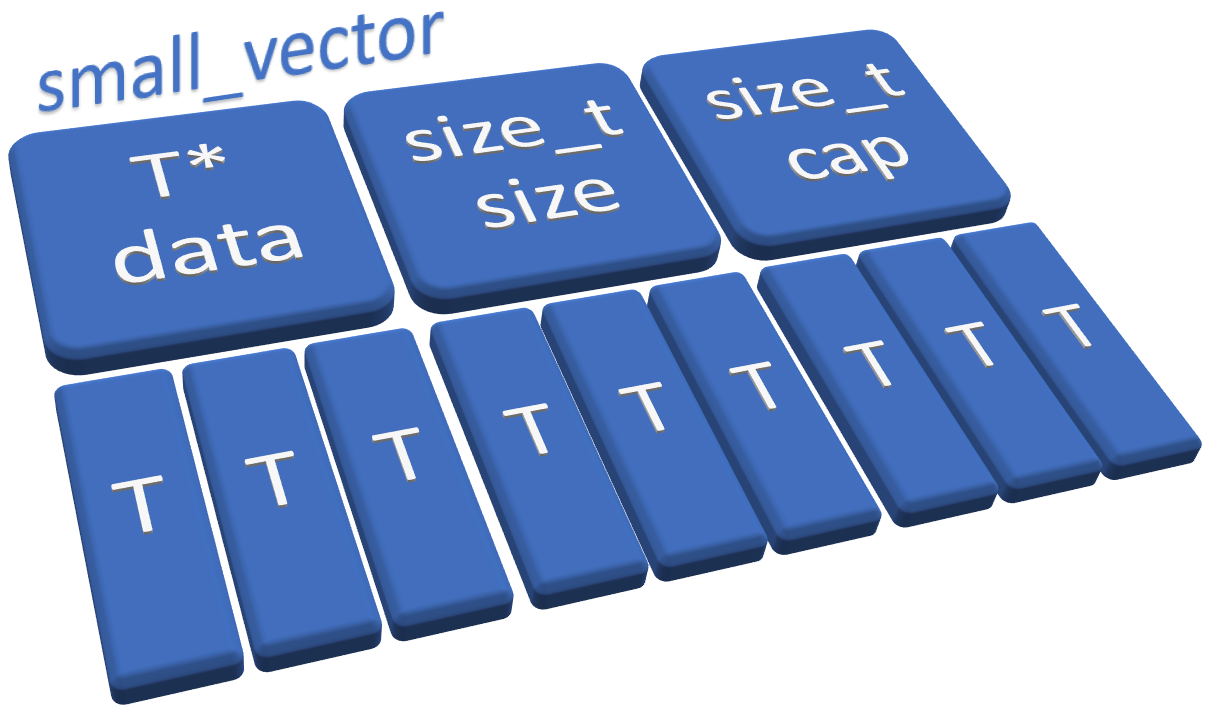 small_vector
T*
data
size_t
size
size_t
cap
T T T T T T T T T